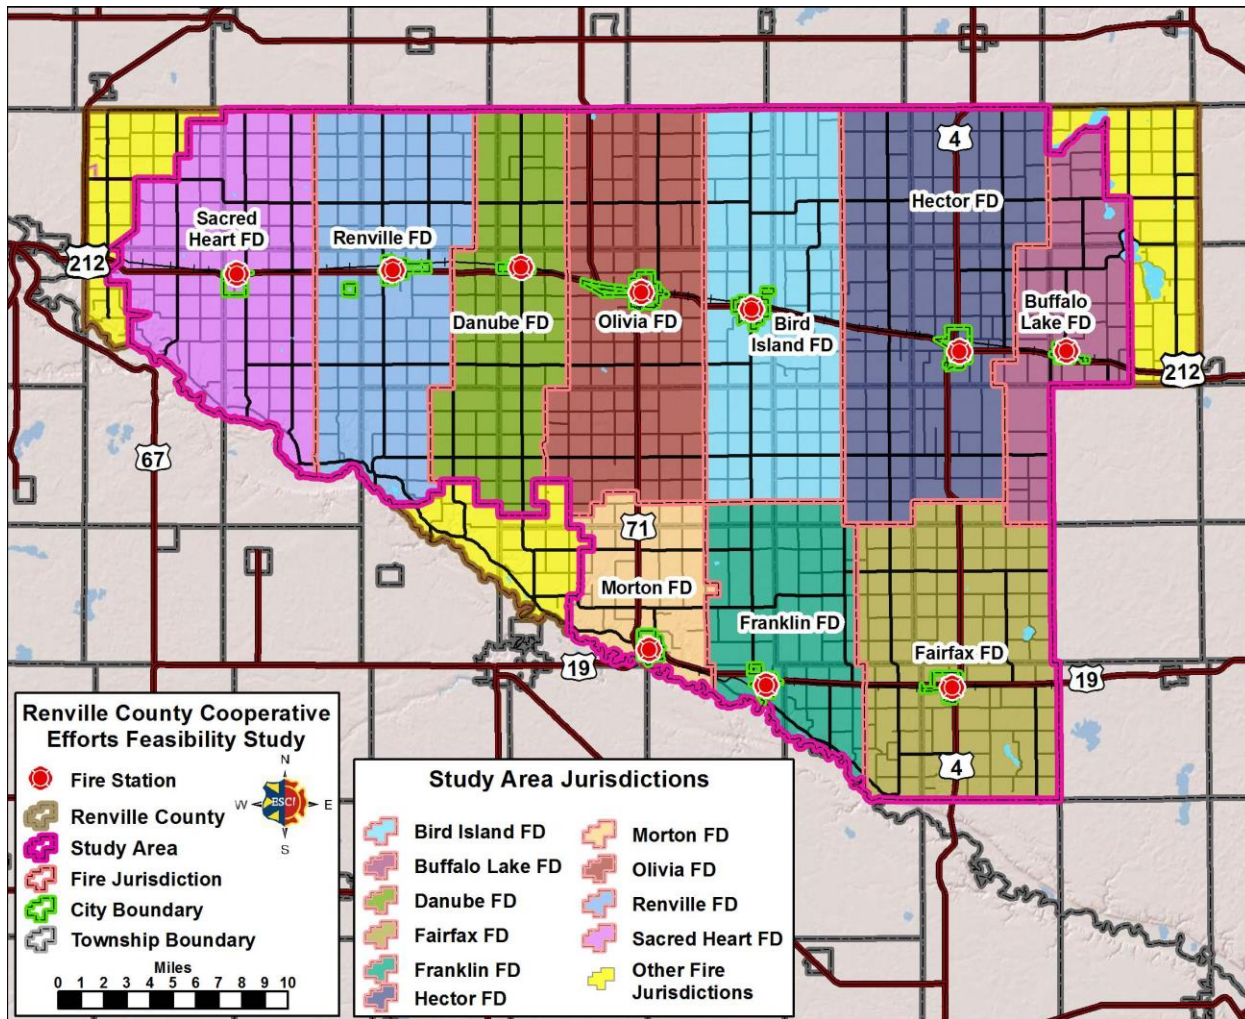 4
Hector FD
Sacred
Heart FD
Renville FD
212
Danube FD
Olivia FD
Bird
Island FD
Buffalo
Lake FD
212
67
71
Morton FD
Franklin FD
Fairfax FD
19
19
4
Renville County Cooperative
Efforts Feasibility Study
Fire Station
Renville County
Study Area
Fire Jurisdiction
City Boundary
Township Boundary
Miles
0 1 2 3 4 5 6 7 8 9 10
N
W E
ESCI
S
Study Area Jurisdictions
Bird Island FD
Buffalo Lake FD
Danube FD
Fairfax FD
Franklin FD
Hector FD
Morton FD
Olivia FD
Renville FD
Sacred Heart FD
Other Fire
Jurisdictions